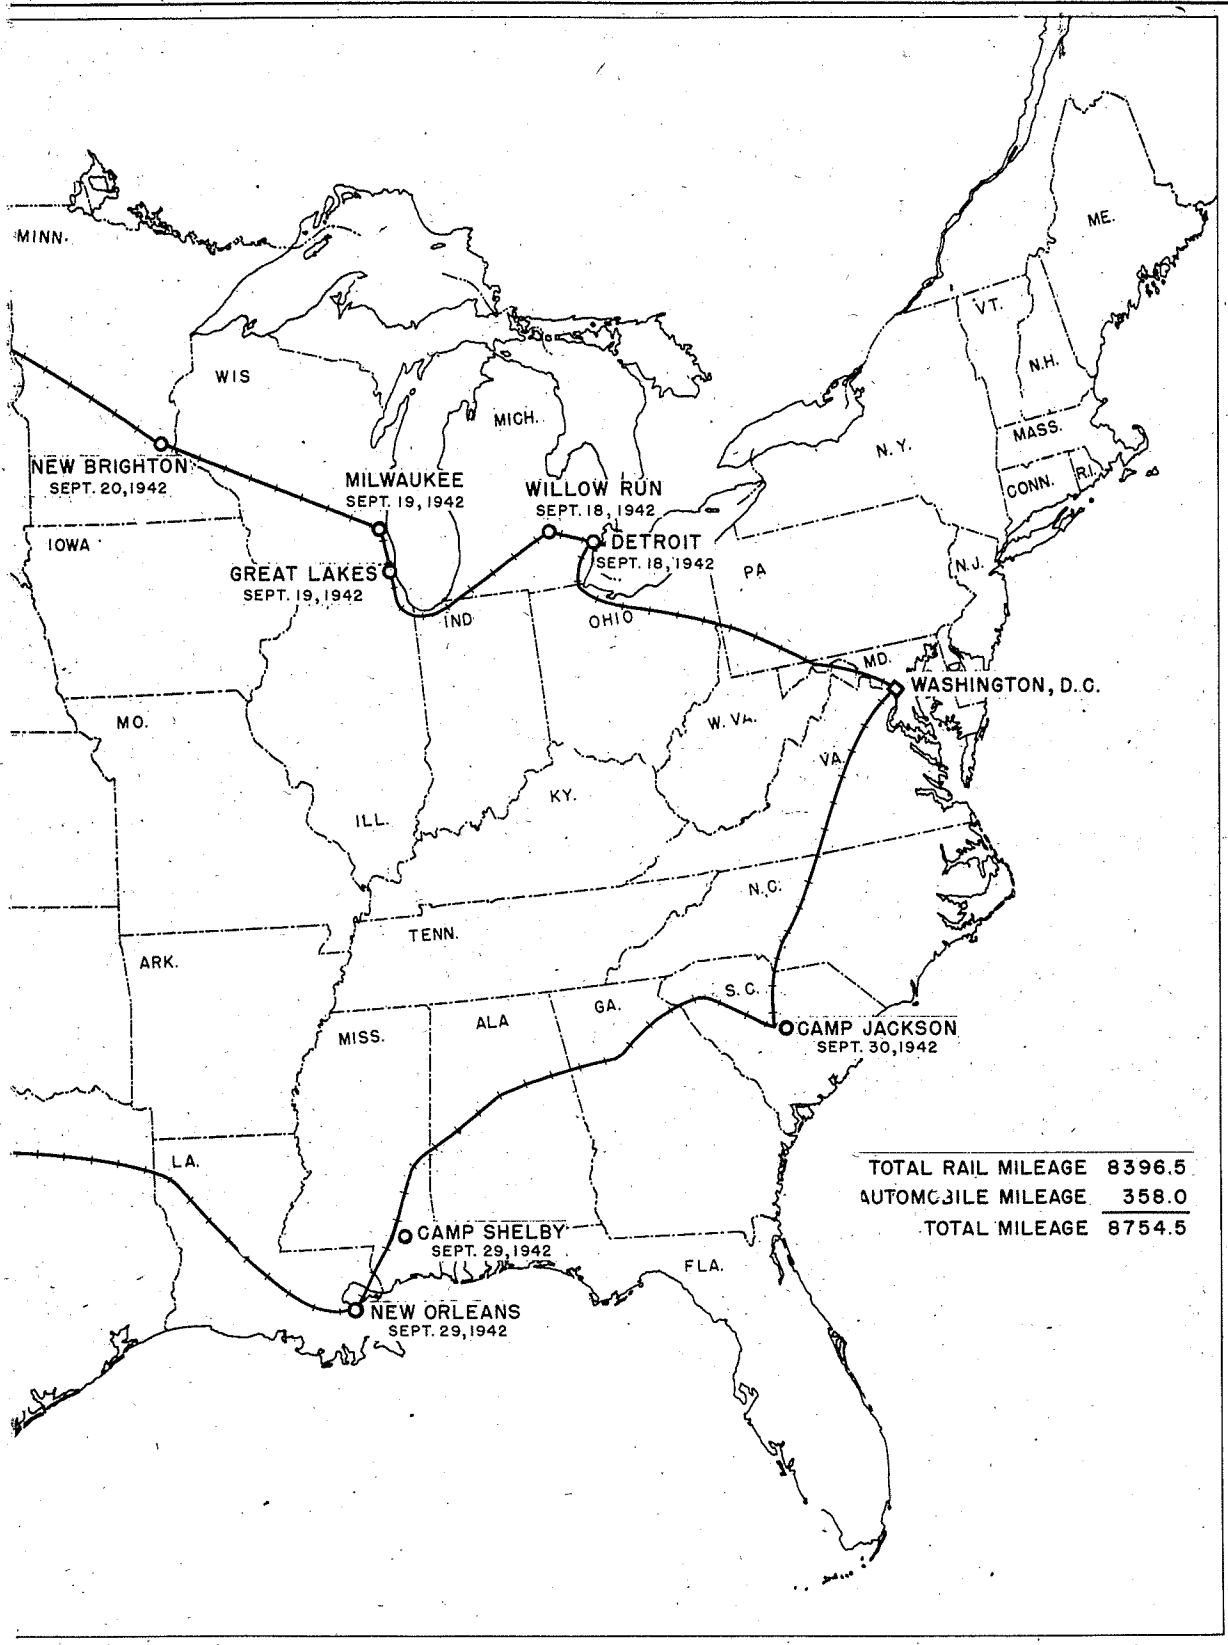 ME.
MINN.
VT.
N.H.
WIS
MICH.
MASS.
N.Y.
CONN.
R.I.
NEW BRIGHTON
SEPT. 20,1942
MILWAUKEE
SEPT. 19, 1942
WILLOW RUN
SEPT. 18, 1942
IOWA
DETROIT
SEPT. 18, 1942
PA
N.J.
GREAT LAKES
SEPT. 19, 1942
IND
OHIO
MD.
WASHINGTON, D.C.
MO.
W. VA.
VA.
KY.
ILL.
N.C.
TENN.
ARK.
S.C.
GA.
ALA
MISS.
CAMP JACKSON
SEPT. 30,1942
LA.
TOTAL RAIL MILEAGE 8396.5
AUTOMOBILE MILEAGE 358.0
TOTAL MILEAGE 8754.5
CAMP SHELBY
SEPT. 29,1942
FLA.
NEW ORLEANS
SEPT. 29,1942